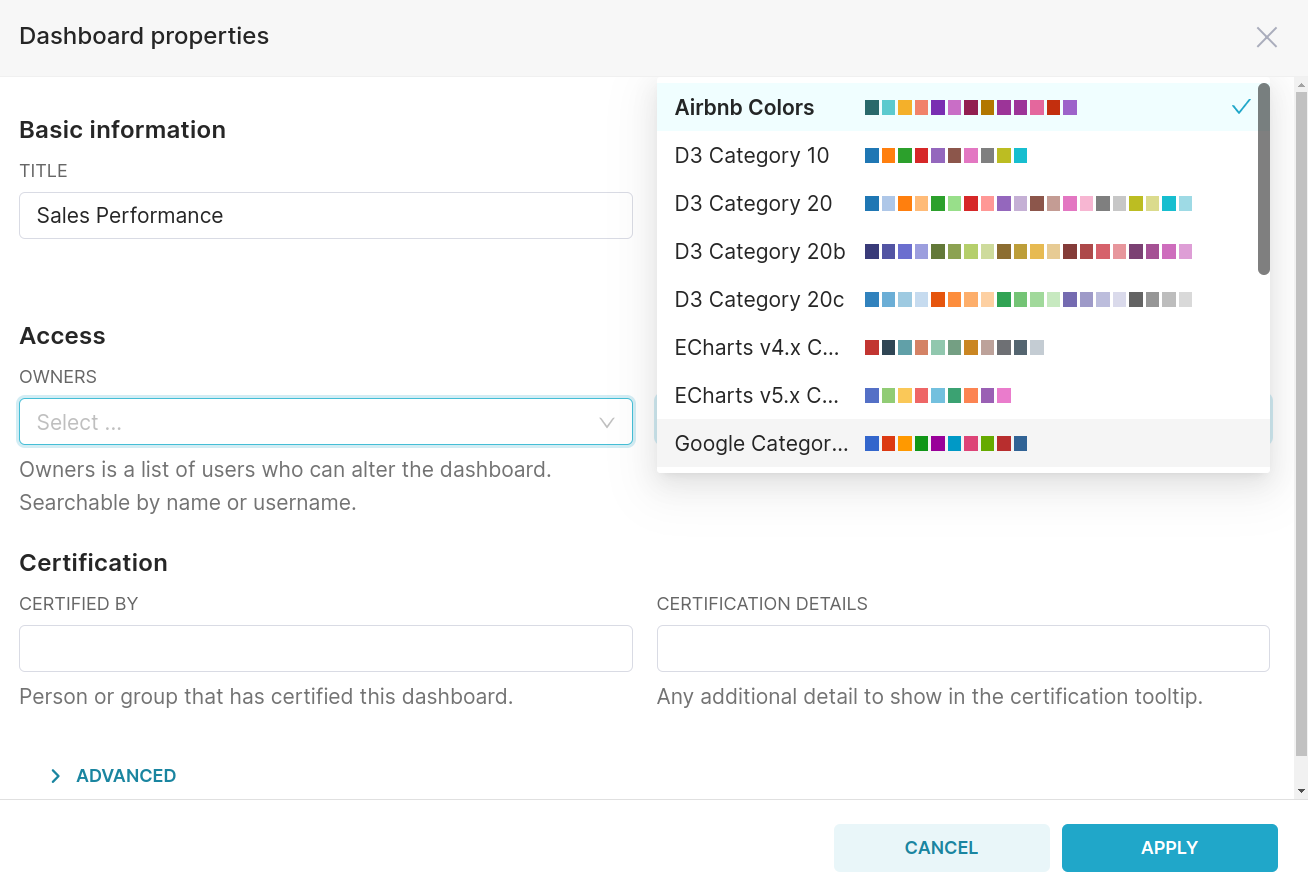 Dashboard properties
Basic information
TITLE
Sales Performance
Access
OWNERS
Select ...
Owners is a list of users who can alter the dashboard.
Searchable by name or username.
Airbnb Colors
D3 Category 10
D3 Category 20
D3 Category 20b
D3 Category 20c
ECharts v4.x C...
ECharts v5.x C...
Google Categor...
Certification
CERTIFIED BY
Person or group that has certified this dashboard.
CERTIFICATION DETAILS
Any additional detail to show in the certification tooltip.
ADVANCED
CANCEL
APPLY